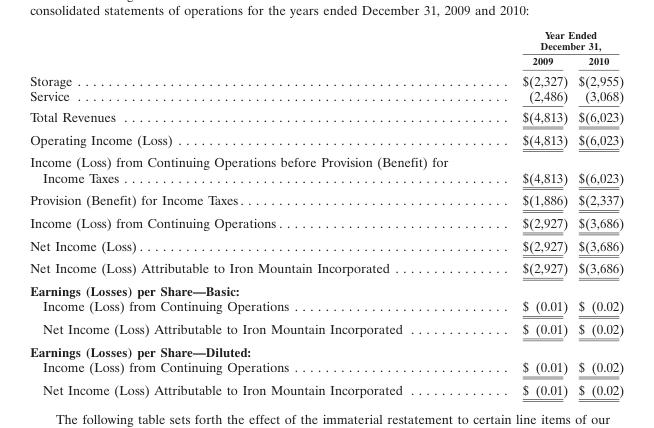 consolidated statements of operations for the years ended December 31, 2009 and 2010:
Year Ended
December 31,
2009 2010
Storage . . . . . . . . . . . . . . . . . . . . . . . . . . . . . . . . . . . . . . . . . . . . . . . . . . . . . . . . $(2,327) $(2,955)
Service . . . . . . . . . . . . . . . . . . . . . . . . . . . . . . . . . . . . . . . . . . . . . . . . . . . . . . . . (2,486) (3,068)
Total Revenues . . . . . . . . . . . . . . . . . . . . . . . . . . . . . . . . . . . . . . . . . . . . . . . . . . $(4,813) $(6,023)
Operating Income (Loss) . . . . . . . . . . . . . . . . . . . . . . . . . . . . . . . . . . . . . . . . . . . $(4,813) $(6,023)
Income (Loss) from Continuing Operations before Provision (Benefit) for
Income Taxes . . . . . . . . . . . . . . . . . . . . . . . . . . . . . . . . . . . . . . . . . . . . . . . . . $(4,813) $(6,023)
Provision (Benefit) for Income Taxes . . . . . . . . . . . . . . . . . . . . . . . . . . . . . . . . . . $(1,886) $(2,337)
Income (Loss) from Continuing Operations . . . . . . . . . . . . . . . . . . . . . . . . . . . . . $(2,927) $(3,686)
Net Income (Loss) . . . . . . . . . . . . . . . . . . . . . . . . . . . . . . . . . . . . . . . . . . . . . . . $(2,927) $(3,686)
Net Income (Loss) Attributable to Iron Mountain Incorporated . . . . . . . . . . . . . . $(2,927) $(3,686)
Earnings (Losses) per Share—Basic:
Income (Loss) from Continuing Operations . . . . . . . . . . . . . . . . . . . . . . . . . . . $ (0.01) $ (0.02)
Net Income (Loss) Attributable to Iron Mountain Incorporated . . . . . . . . . . . . $ (0.01) $ (0.02)
Earnings (Losses) per Share—Diluted:
Income (Loss) from Continuing Operations . . . . . . . . . . . . . . . . . . . . . . . . . . . $ (0.01) $ (0.02)
Net Income (Loss) Attributable to Iron Mountain Incorporated . . . . . . . . . . . . . $ (0.01) $ (0.02)
The following table sets forth the effect of the immaterial restatement to certain line items of our